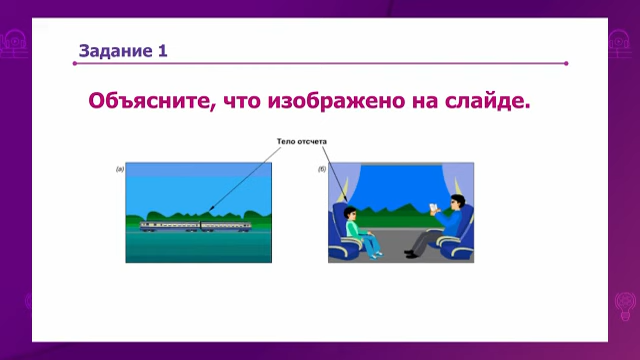 Задание 1
Объясните, что изображено на слайде.
Тело отсчета
(а)
(б)